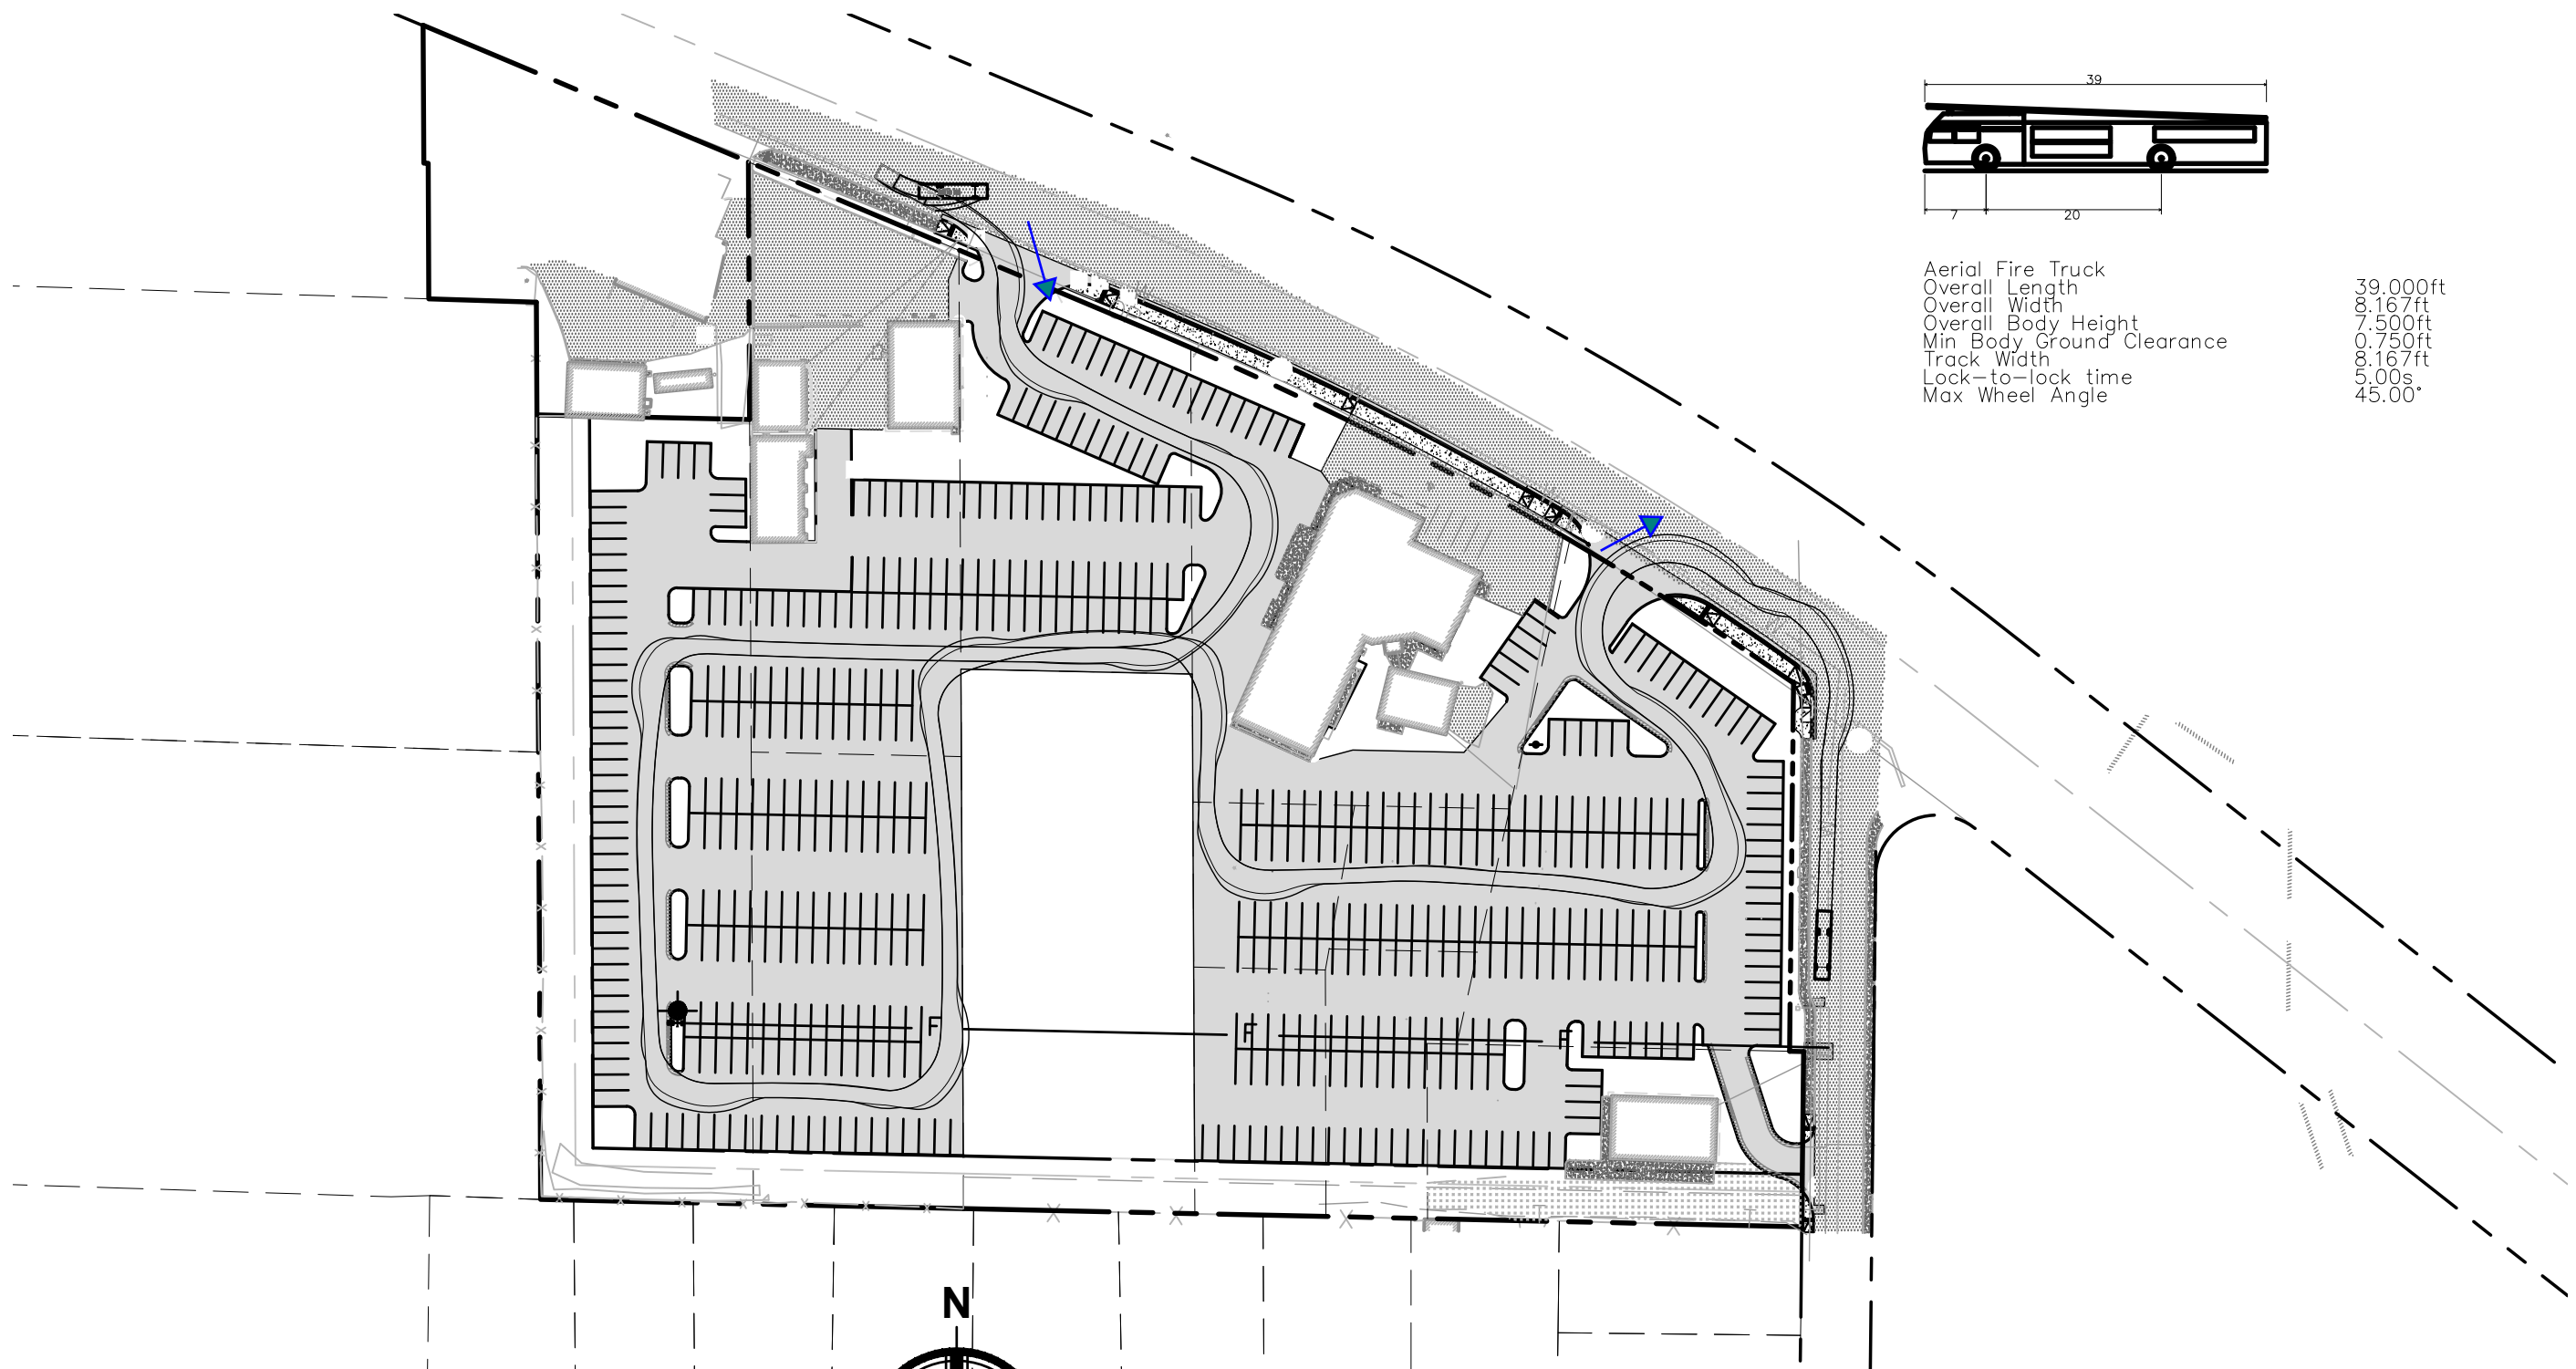 39
7
20
Aerial Fire Truck
Overall Length 39.000ft
Overall Width 8.167ft
Overall Body Height 7.500ft
Min Body Ground Clearance 0.750ft
Track Width 8.167ft
Lock-to-lock time 5.00s
Max Wheel Angle 45.00°
F
F
F
N